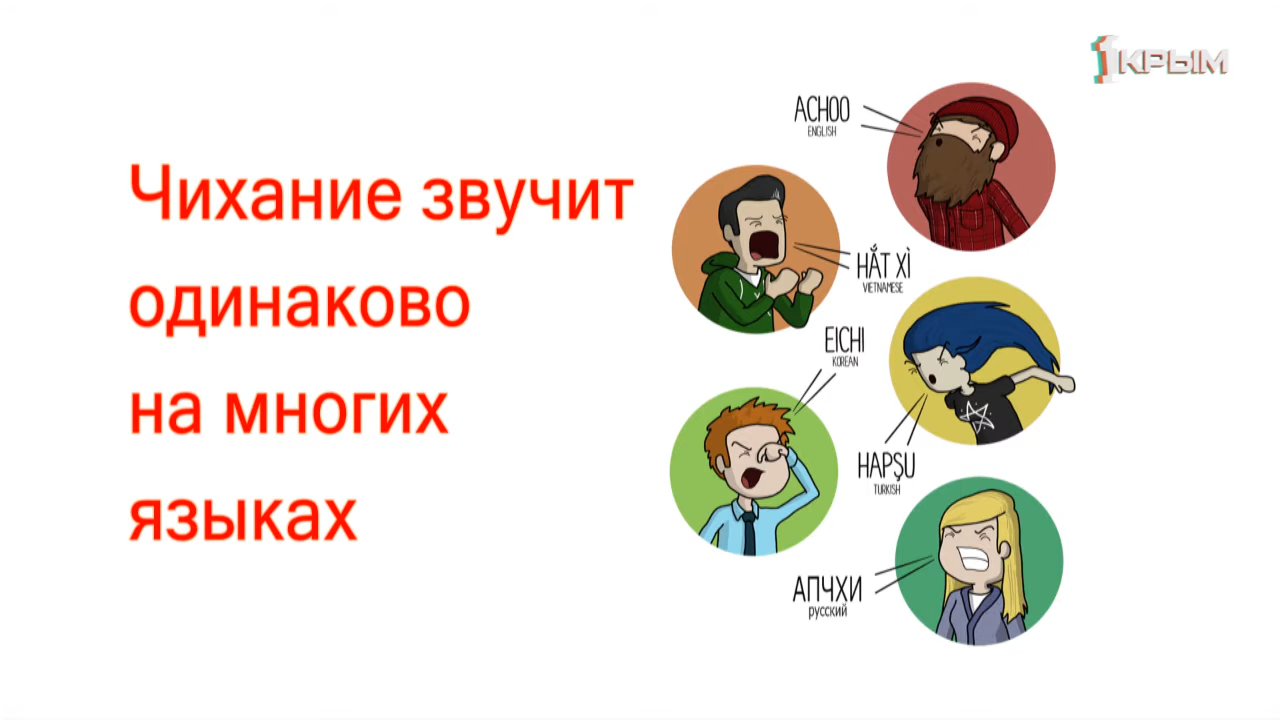 1КРЫМ
Чихание звучит
одинаково
на многих
языках
ACHOO
ENGLISH
HẮT XÌ
VIETNAMESE
EICHI
KOREAN
HAPŞU
TURKISH
АПЧХИ
русский